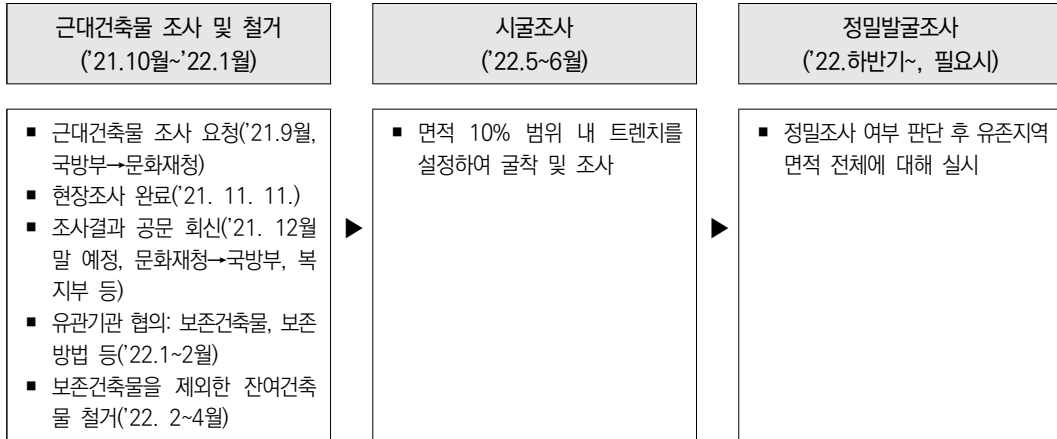 근대건축물 조사 및 철거
(’21.10월~’22.1월)
■ 근대건축물 조사 요청(’21.9월,
국방부→문화재청)
■ 현장조사 완료(’21. 11. 11.)
■ 조사결과 공문 회신(’21. 12월
말 예정, 문화재청→국방부, 복
지부 등)
■ 유관기관 협의: 보존건축물, 보존
방법 등(’22.1~2월)
■ 보존건축물을 제외한 잔여건축
물 철거(’22. 2~4월)
▶
시굴조사
(’22.5~6월)
■ 면적 10% 범위 내 트렌치를
설정하여 굴착 및 조사
▶
정밀발굴조사
(’22.하반기~, 필요시)
■ 정밀조사 여부 판단 후 유존지역
면적 전체에 대해 실시